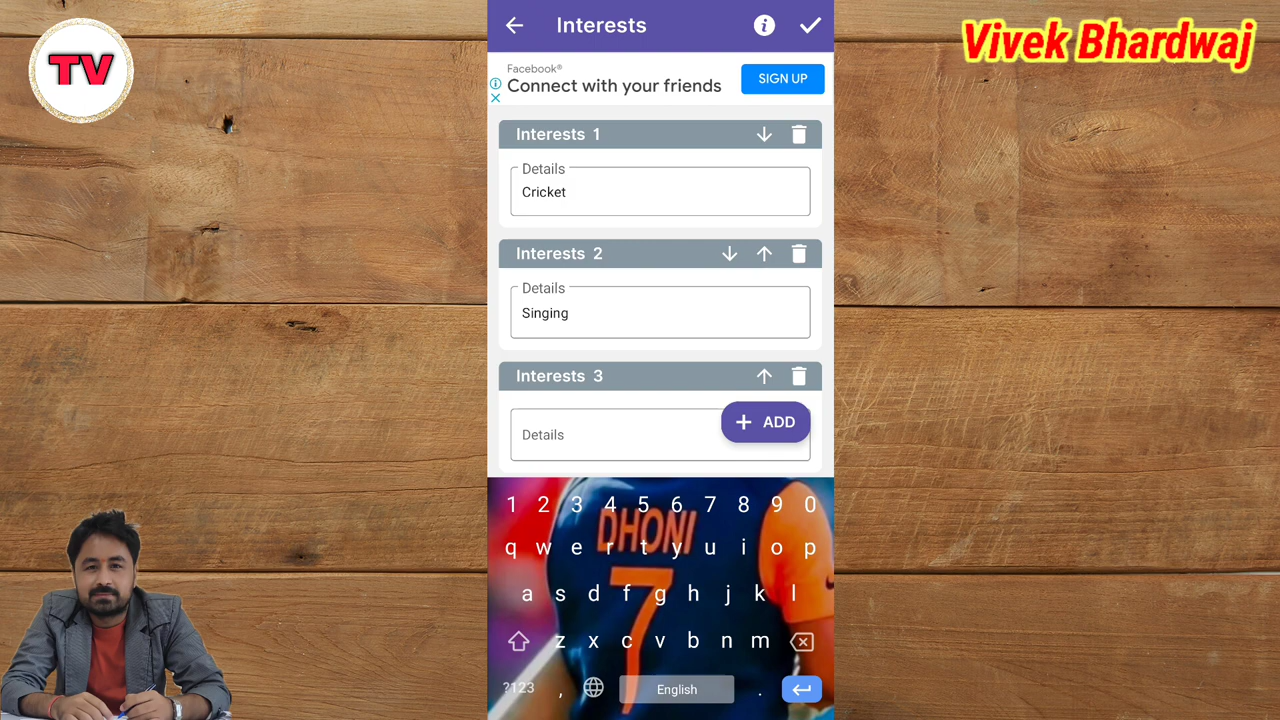 TV
Vivek Bhardwaj
Interests
Facebook®
Connect with your friends
SIGN UP
Interests 1
Details
Cricket
Interests 2
Details
Singing
Interests 3
Details
ADD
1 2 3 4 5 6 7 8 9 0
DHONI
q w e r t y u i o p
7
a s d f g h j k l
z x c v b n m
?123 , English .